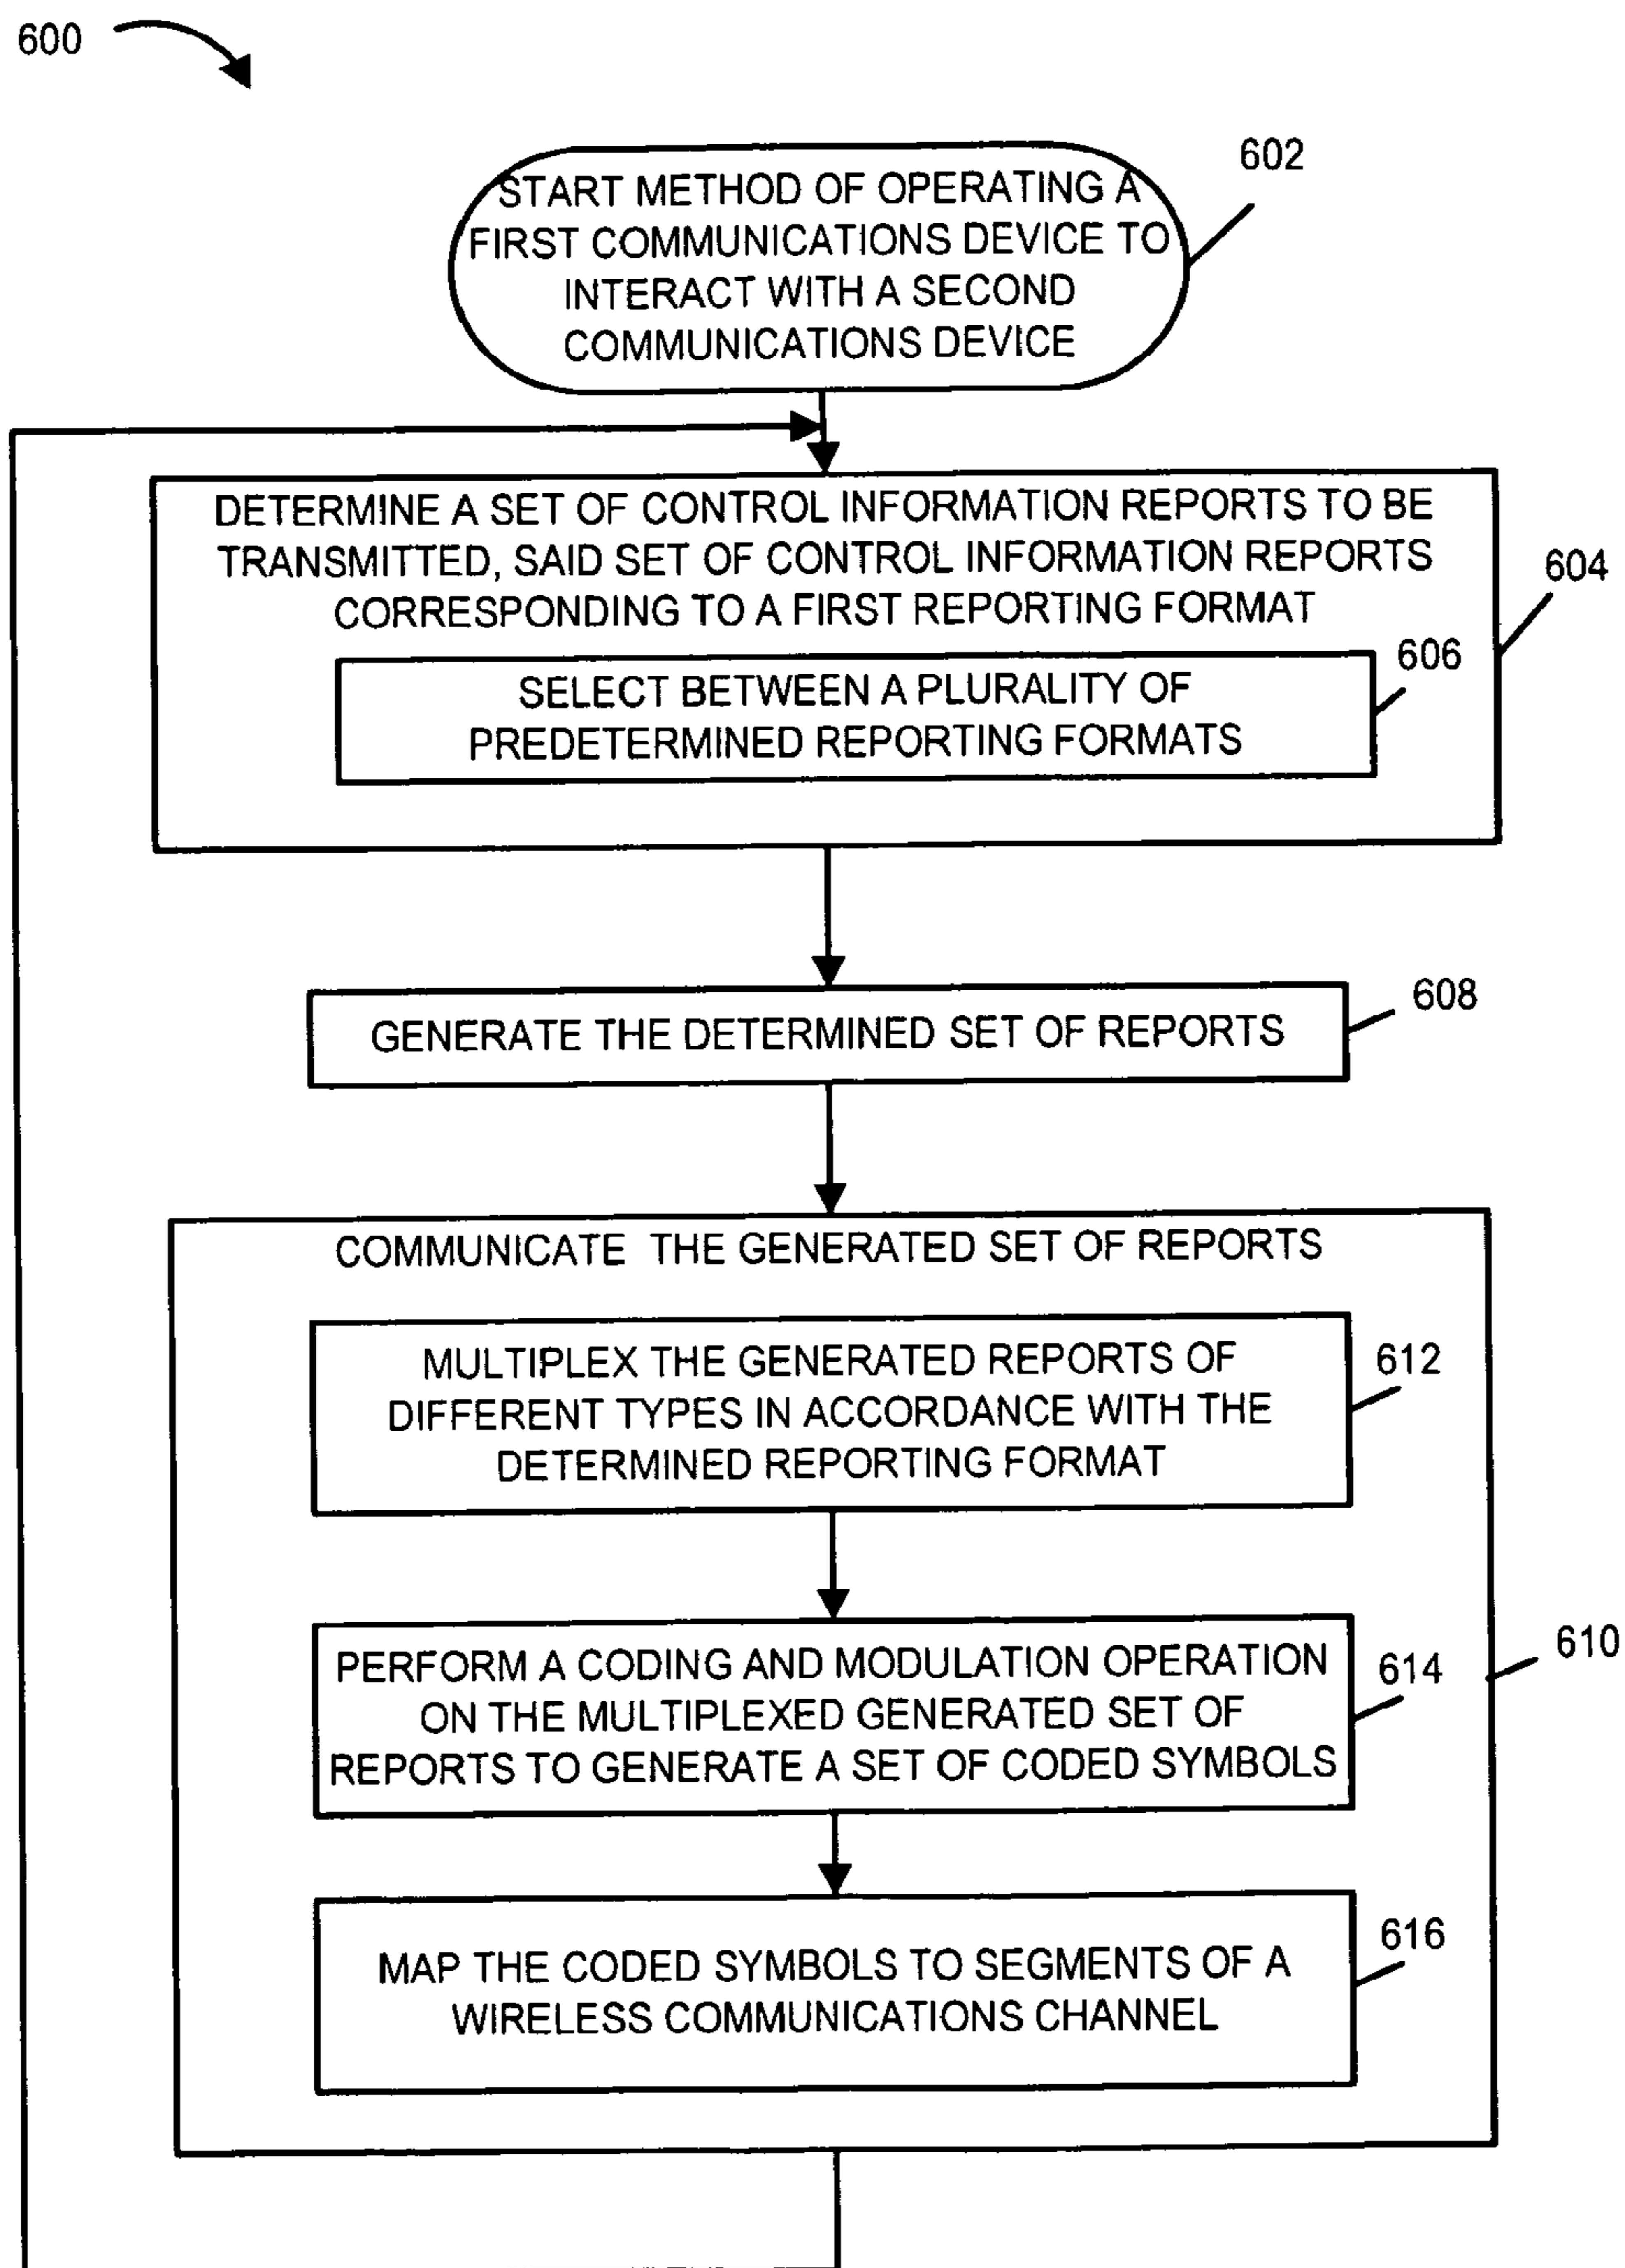 600
602
START METHOD OF OPERATING A
FIRST COMMUNICATIONS DEVICE TO
INTERACT WITH A SECOND
COMMUNICATIONS DEVICE
DETERMINE A SET OF CONTROL INFORMATION REPORTS TO BE
TRANSMITTED, SAID SET OF CONTROL INFORMATION REPORTS
CORRESPONDING TO A FIRST REPORTING FORMAT
604
606
SELECT BETWEEN A PLURALITY OF
PREDETERMINED REPORTING FORMATS
608
GENERATE THE DETERMINED SET OF REPORTS
COMMUNICATE THE GENERATED SET OF REPORTS
MULTIPLEX THE GENERATED REPORTS OF
DIFFERENT TYPES IN ACCORDANCE WITH THE
DETERMINED REPORTING FORMAT
612
PERFORM A CODING AND MODULATION OPERATION
ON THE MULTIPLEXED GENERATED SET OF
REPORTS TO GENERATE A SET OF CODED SYMBOLS
614
610
MAP THE CODED SYMBOLS TO SEGMENTS OF A
WIRELESS COMMUNICATIONS CHANNEL
616